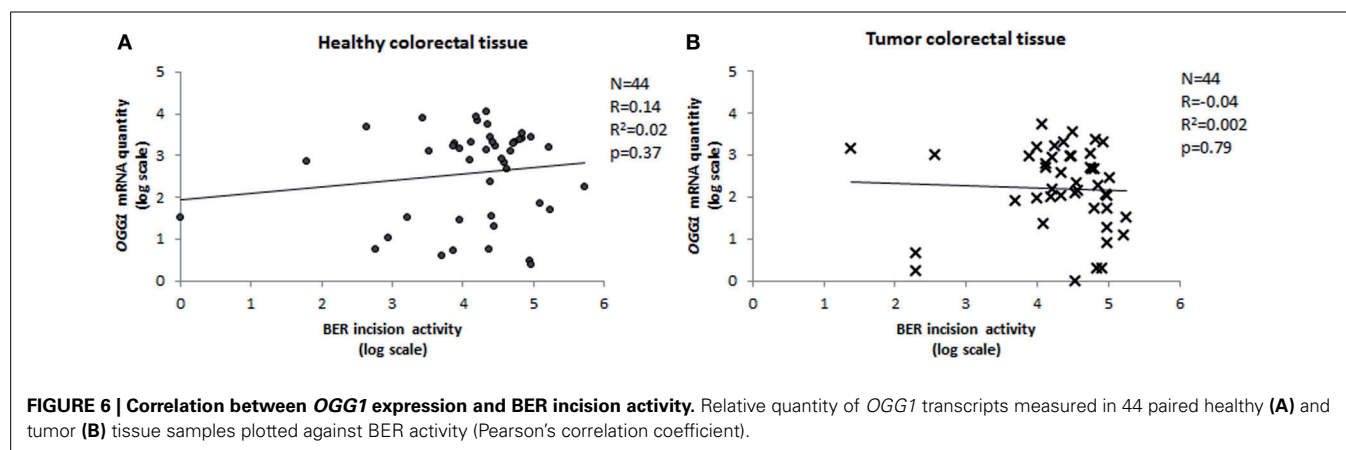 A
Healthy colorectal tissue
OGG1 mRNA quantity
(log scale)
5
4
3
2
1
0
0 1 2 3 4 5 6
BER incision activity
(log scale)
N=44
R=0.14
R²=0.02
p=0.37
B
Tumor colorectal tissue
OGG1 mRNA quantity
(log scale)
5
4
3
2
1
0
0 1 2 3 4 5 6
BER incision activity
(log scale)
N=44
R=-0.04
R²=0.002
p=0.79
FIGURE 6 | Correlation between OGG1 expression and BER incision activity. Relative quantity of OGG1 transcripts measured in 44 paired healthy (A) and
tumor (B) tissue samples plotted against BER activity (Pearson's correlation coefficient).